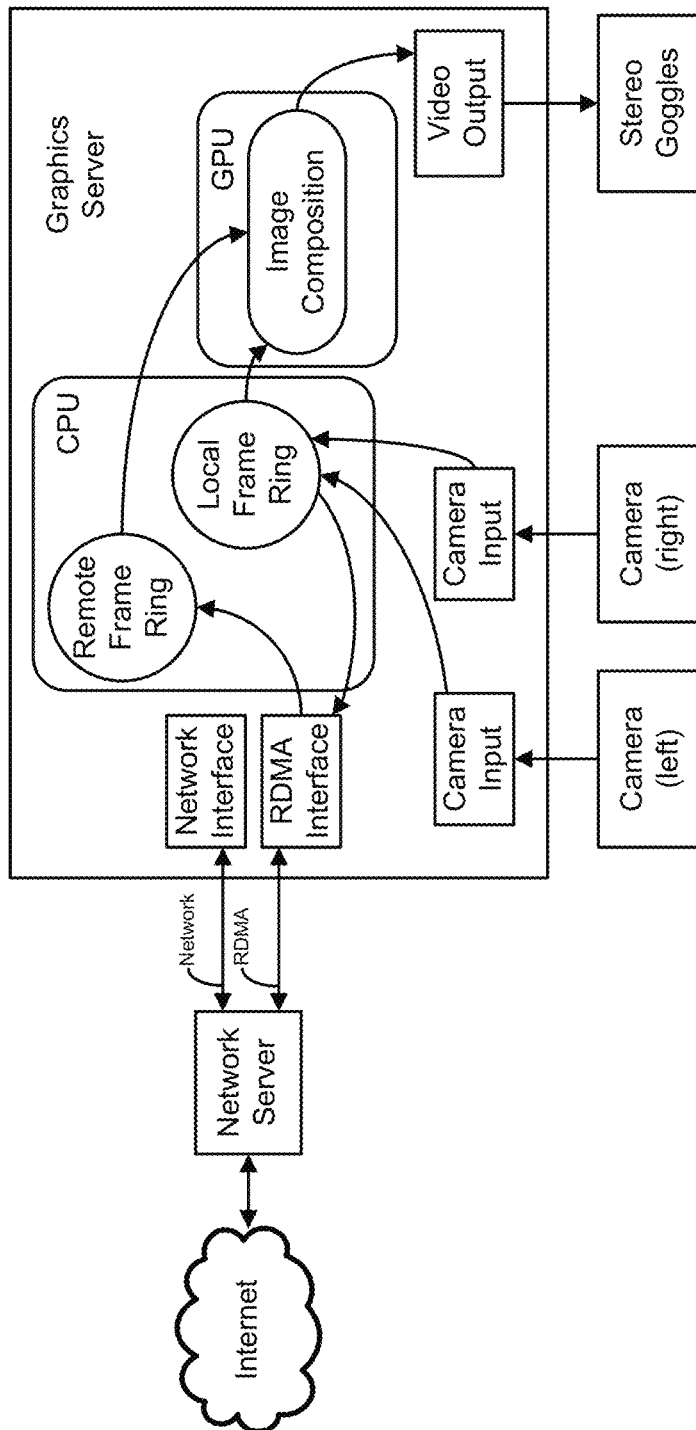 Graphics
Server
CPU
GPU
Remote
Frame
Ring
Local
Frame
Ring
Image
Composition
Video
Output
Stereo
Goggles
Network
Interface
RDMA
Interface
Camera
Input
Camera
Input
Camera
(left)
Camera
(right)
Network
RDMA
Network
Server
Internet